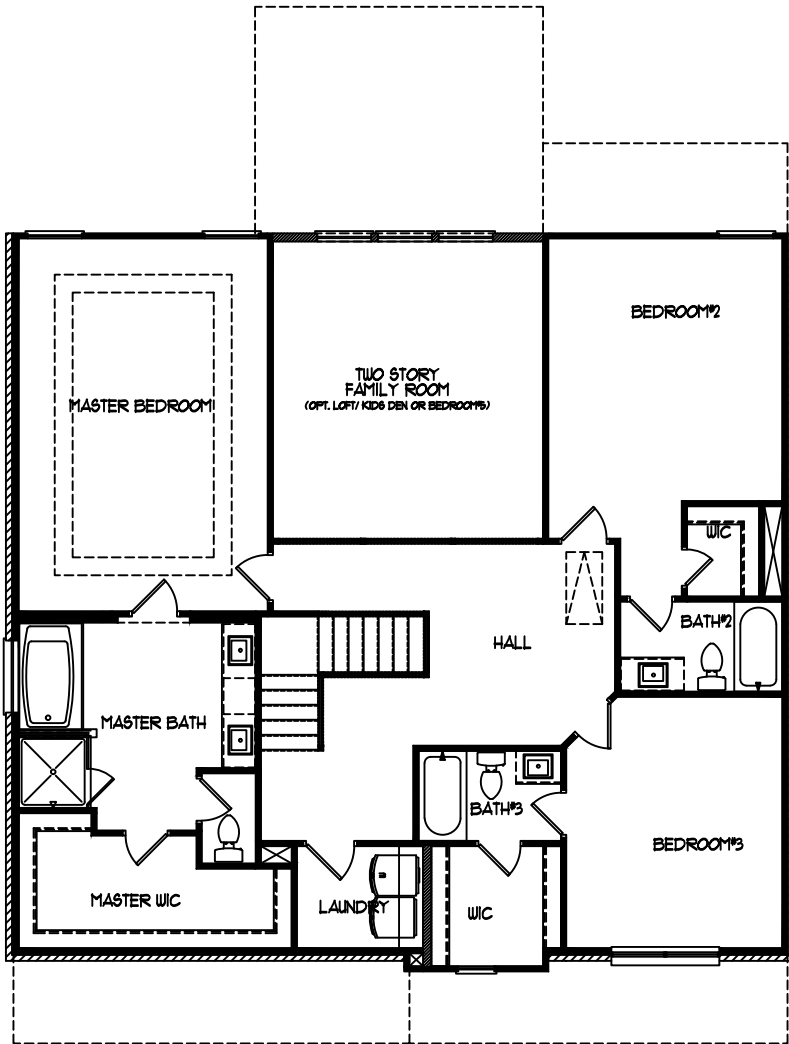 BEDROOM#2
TWO STORY
FAMILY ROOM
(OPT. LOFT/ KIDS DEN OR BEDROOM#5)
MASTER BEDROOM
WIC
BATH#2
HALL
MASTER BATH
BATH#3
BEDROOM#3
MASTER WIC
LAUNDRY
W
WIC